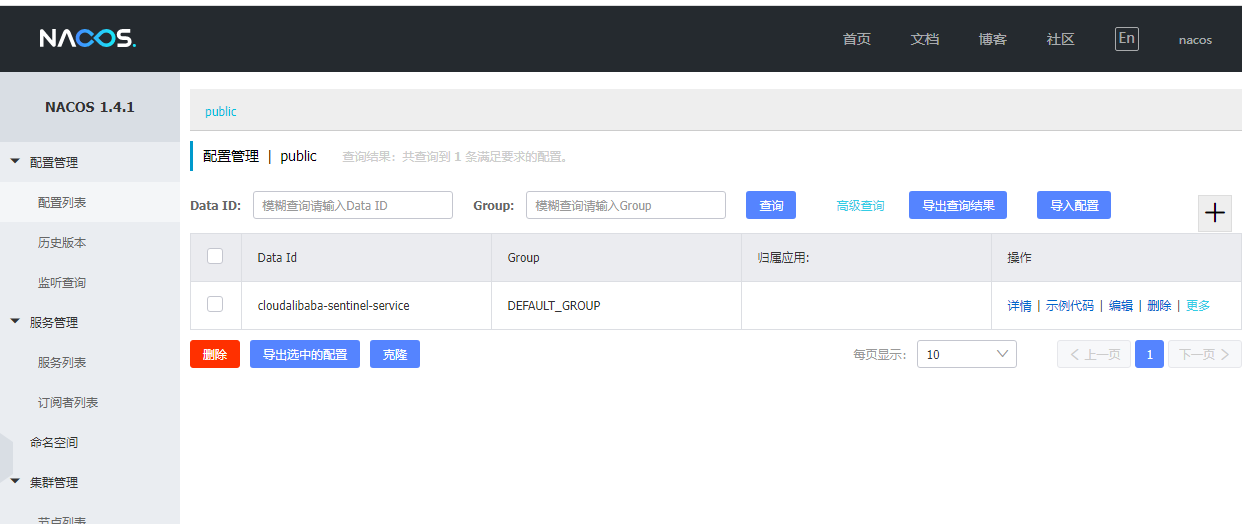 NACOS.
首页 文档 博客 社区 En nacos
NACOS 1.4.1
配置管理
配置列表
历史版本
监听查询
服务管理
服务列表
订阅者列表
命名空间
集群管理
节点列表
public
配置管理 | public 查询结果：共查询到 1 条满足要求的配置。
Data ID: 模糊查询请输入Data ID Group: 模糊查询请输入Group 查询 高级查询 导出查询结果 导入配置
Data Id Group 归属应用: 操作
cloudalibaba-sentinel-service DEFAULT_GROUP 详情 | 示例代码 | 编辑 | 删除 | 更多
删除 导出选中的配置 克隆 每页显示: 10 上一页 1 下一页